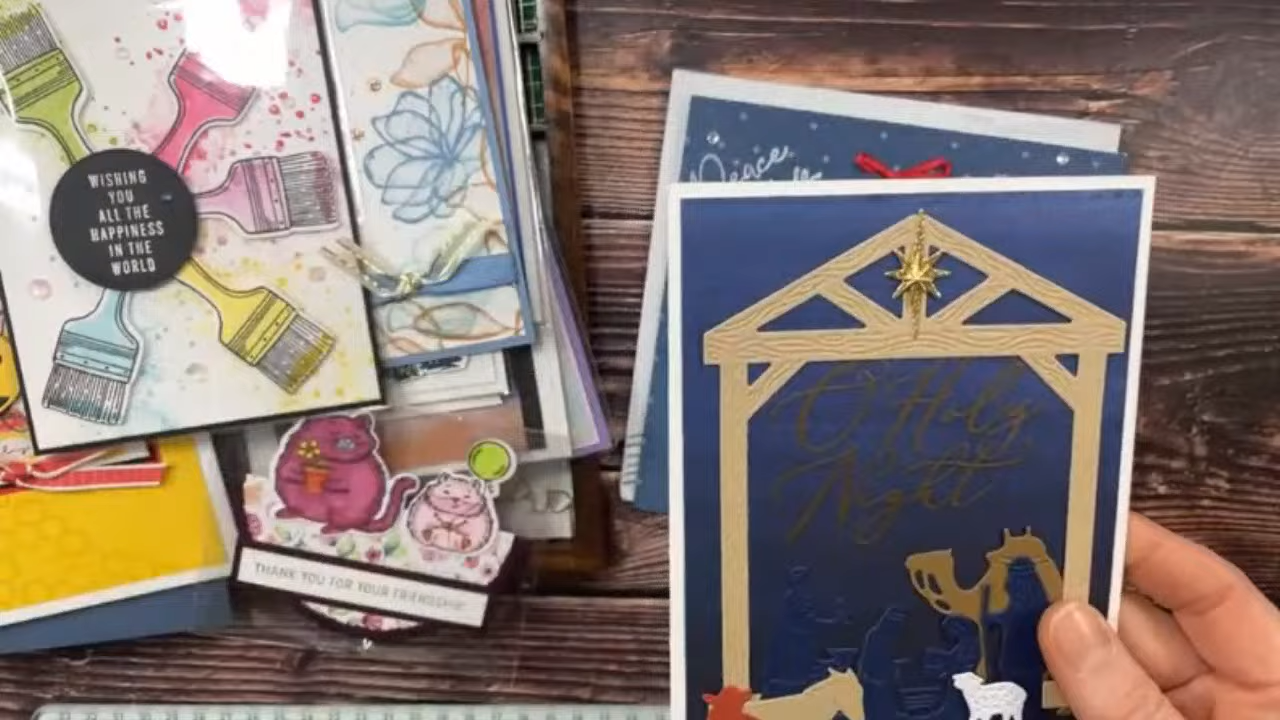 WISHING
YOU
ALL THE
HAPPINESS
IN THE
WORLD
THANK YOU FOR YOUR FRIENDSHIP
Peace
O Holy
Night